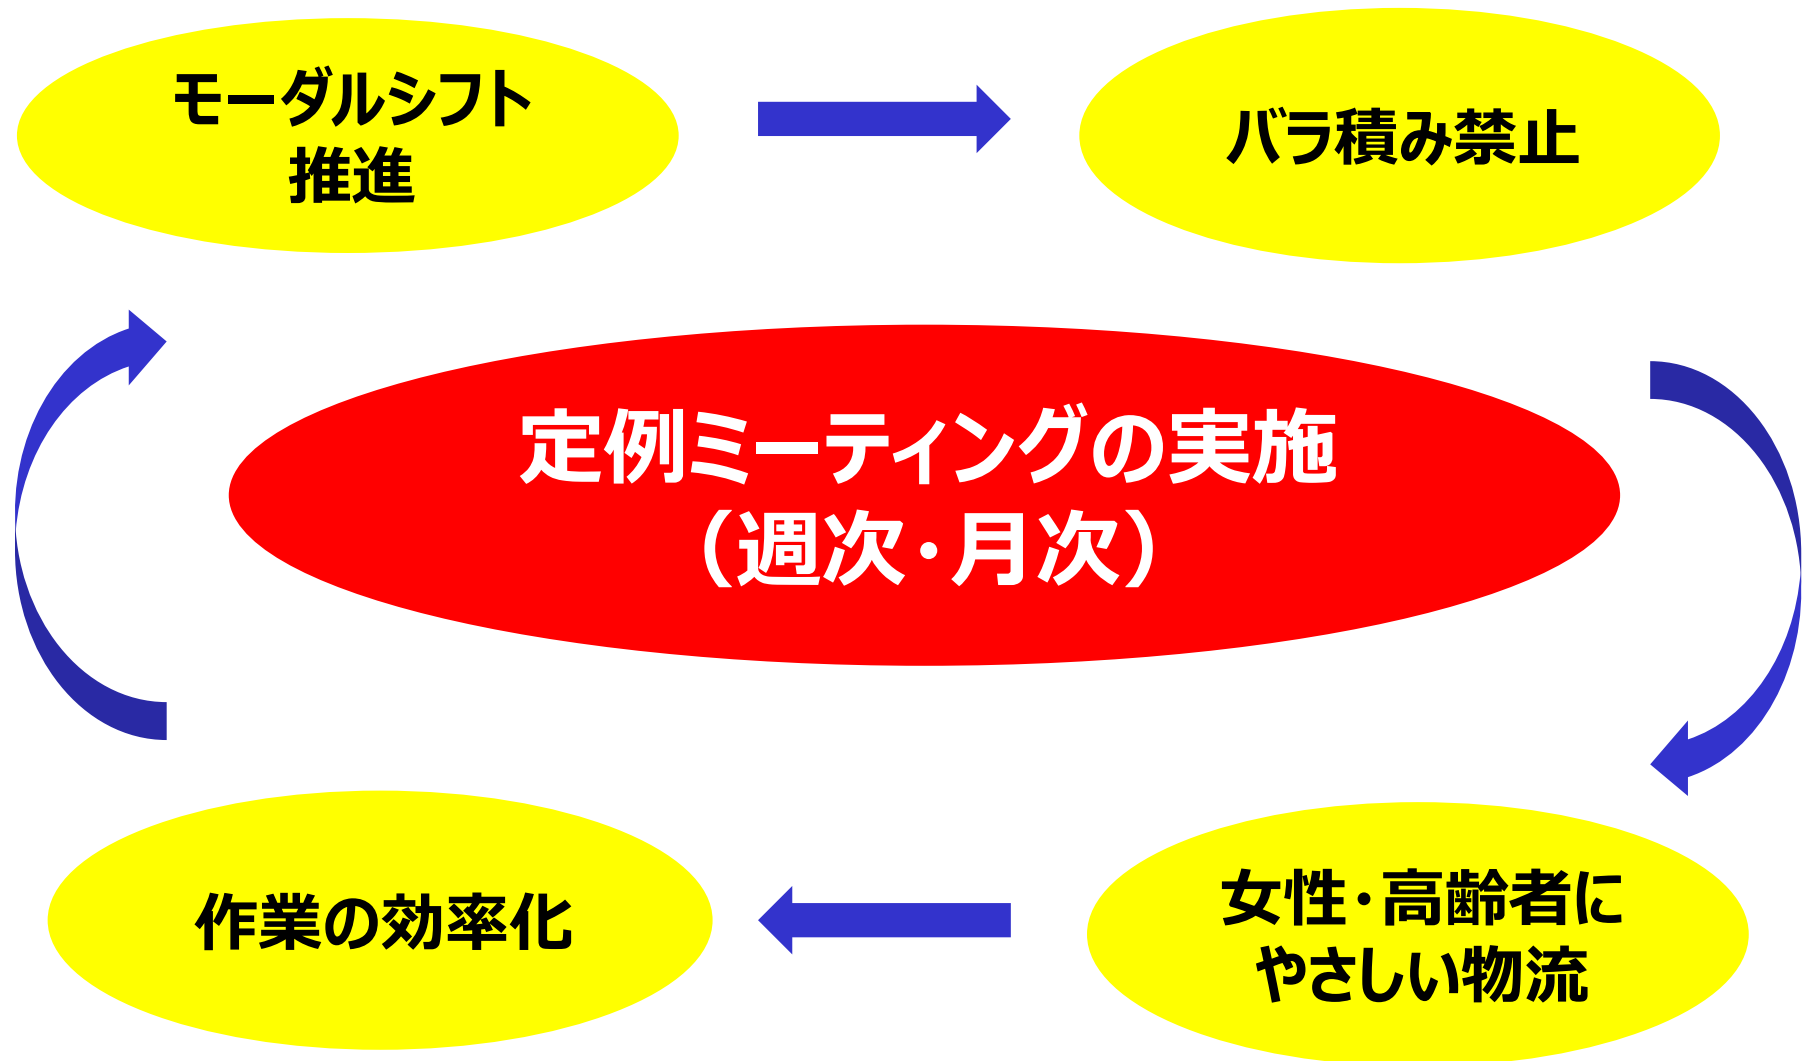 モーダルシフト
推進
バラ積み禁止
定例ミーティングの実施
（週次・月次）
作業の効率化
女性・高齢者に
やさしい物流